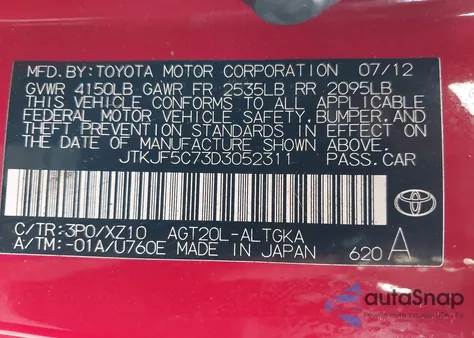 MFD. BY: TOYOTA MOTOR CORPORATION 07/12
GVWR 4150LB GAWR FR 2535LB RR 2095LB
THIS VEHICLE CONFORMS TO ALL APPLICABLE
FEDERAL MOTOR VEHICLE SAFETY, BUMPER, AND
THEFT PREVENTION STANDARDS IN EFFECT ON
THE DATE OF MANUFACTURE SHOWN ABOVE.
JTKJF5C73D3052311 PASS.CAR
C/TR:3P0/XZ10 AGT20L-ALTGKA
A/TM:-01A/U760E MADE IN JAPAN 620 A
TOYOTA
autoSnap